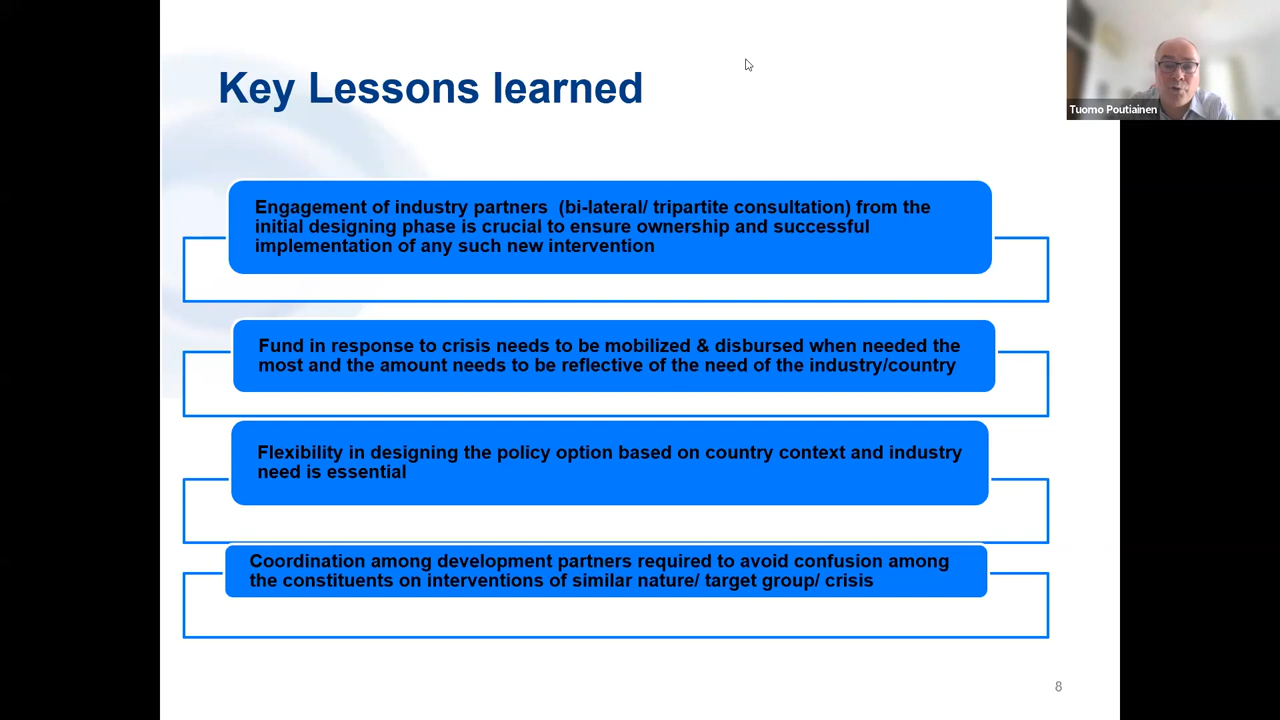 Key Lessons learned
Tuomo Poutiainen
Engagement of industry partners  (bi-lateral/ tripartite consultation) from the
initial designing phase is crucial to ensure ownership and successful
implementation of any such new intervention
Fund in response to crisis needs to be mobilized & disbursed when needed the
most and the amount needs to be reflective of the need of the industry/country
Flexibility in designing the policy option based on country context and industry
need is essential
Coordination among development partners required to avoid confusion among
the constituents on interventions of similar nature/ target group/ crisis
8